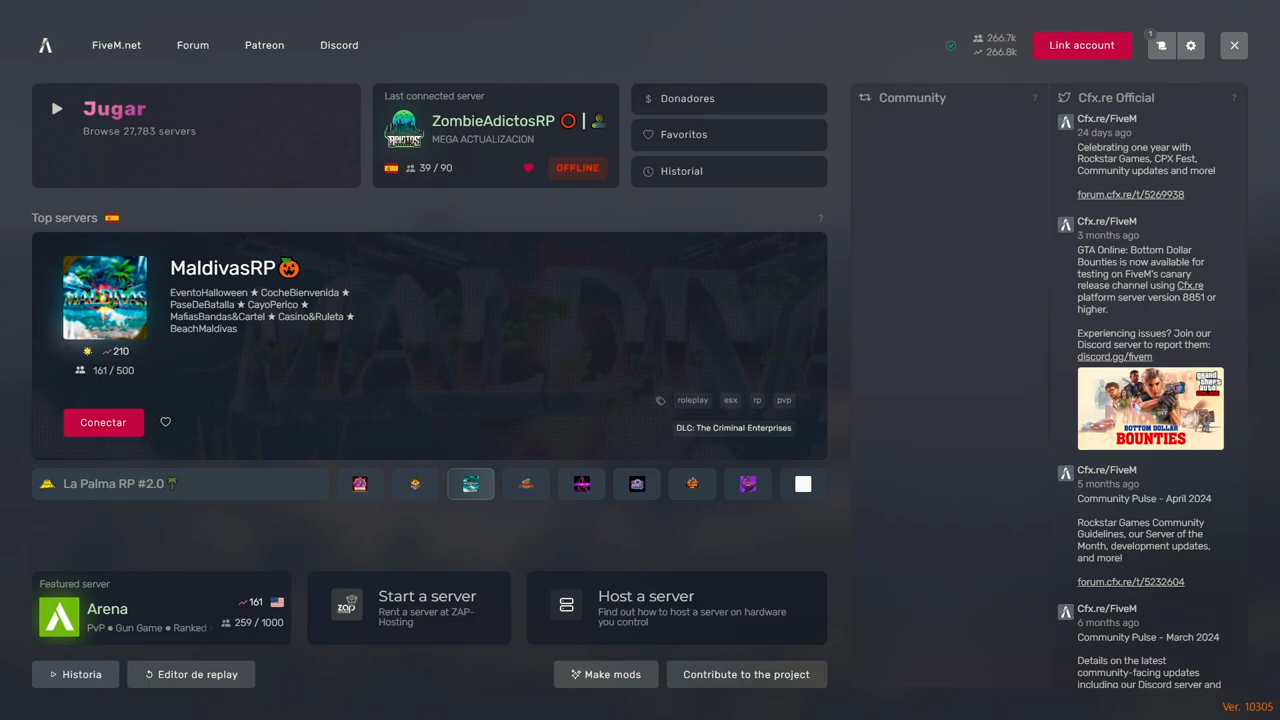 FiveM.net
Forum
Patreon
Discord
266.7k
266.8k
Link account
1
Jugar
Browse 27,783 servers
Last connected server
ZombieAdictosRP ⭕ |
MEGA ACTUALIZACION
39 / 90
OFFLINE
Donadores
Favoritos
Historial
Top servers
?
MaldivasRP🎃
EventoHalloween ★ CocheBienvenida ★
PaseDeBatalla ★ CayoPerico ★
MafiasBandas&Cartel ★ Casino&Ruleta ★
BeachMaldivas
MALDIVAS
210
161 / 500
Conectar
roleplay
esx
rp
pvp
DLC: The Criminal Enterprises
La Palma RP #2.0🌴
Featured server
Arena
161
PvP ● Gun Game ● Ranked
259 / 1000
ZAP
Start a server
Rent a server at ZAP-
Hosting
Host a server
Find out how to host a server on hardware
you control
Historia
Editor de replay
Make mods
Contribute to the project
Community
?
Cfx.re Official
?
Cfx.re/FiveM
24 days ago
Celebrating one year with
Rockstar Games, CPX Fest,
Community updates and more!
forum.cfx.re/t/5269938
Cfx.re/FiveM
3 months ago
GTA Online: Bottom Dollar
Bounties is now available for
testing on FiveM's canary
release channel using Cfx.re
platform server version 8851 or
higher.
Experiencing issues? Join our
Discord server to report them:
discord.gg/fivem
BOTTOM DOLLAR
BOUNTIES
Cfx.re/FiveM
5 months ago
Community Pulse - April 2024
Rockstar Games Community
Guidelines, our Server of the
Month, development updates,
and more!
forum.cfx.re/t/5232604
Cfx.re/FiveM
6 months ago
Community Pulse - March 2024
Details on the latest
community-facing updates
including our Discord server and
Ver. 10305